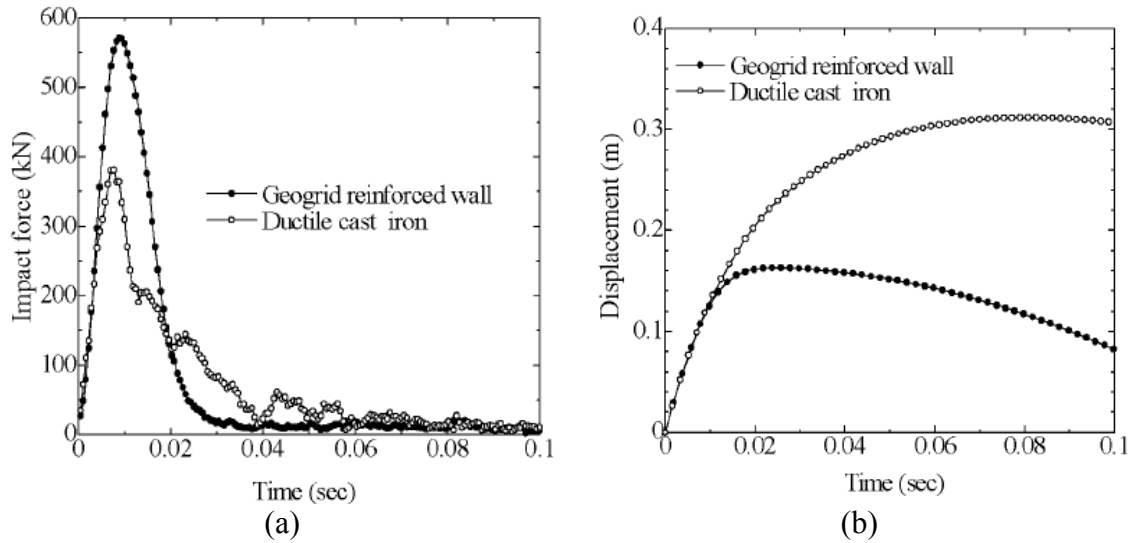 600
500
400
300
200
100
0
Impact force (kN)
Geogrid reinforced wall
Ductile cast iron
0 0.02 0.04 0.06 0.08 0.1
Time (sec)
(a)
0.4
0.3
0.2
0.1
0
Displacement (m)
Geogrid reinforced wall
Ductile cast iron
0 0.02 0.04 0.06 0.08 0.1
Time (sec)
(b)